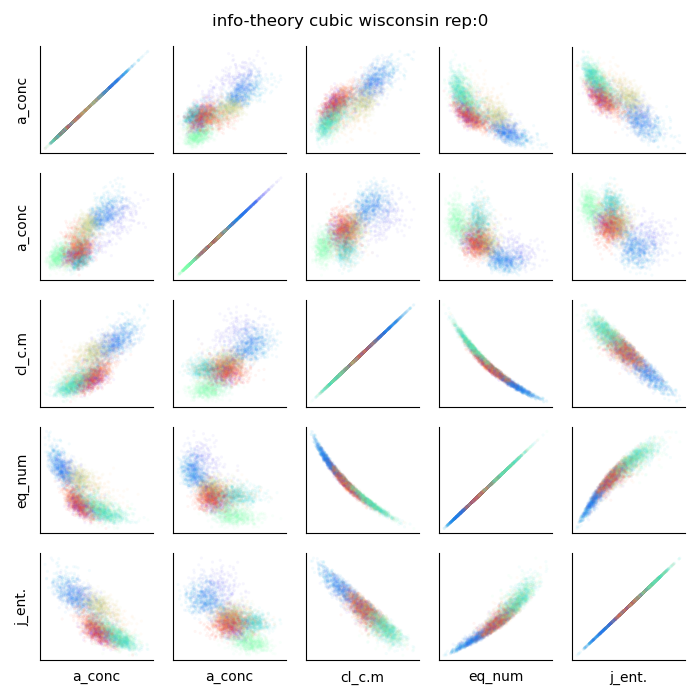 info-theory cubic wisconsin rep:0
a_conc
a_conc
cl_c.m
eq_num
j_ent.
a_conc a_conc cl_c.m eq_num j_ent.